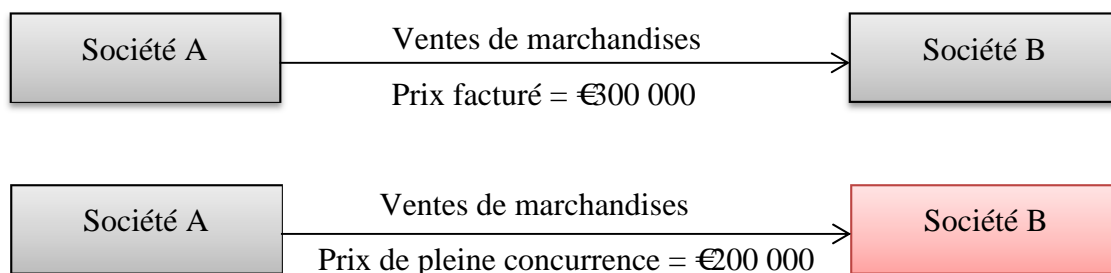 Société A
Ventes de marchandises
Société B
Prix facturé = €300 000
Société A
Ventes de marchandises
Société B
Prix de pleine concurrence = €200 000